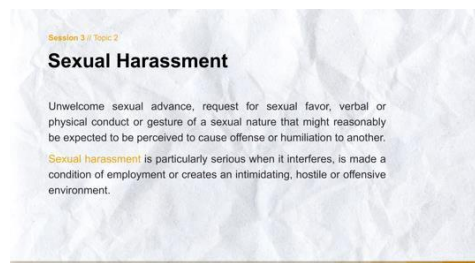 Session 3 // Topic 2
Sexual Harassment
Unwelcome sexual advance, request for sexual favor, verbal or
physical conduct or gesture of a sexual nature that might reasonably
be expected to be perceived to cause offense or humiliation to another.
Sexual harassment is particularly serious when it interferes, is made a
condition of employment or creates an intimidating, hostile or offensive
environment.